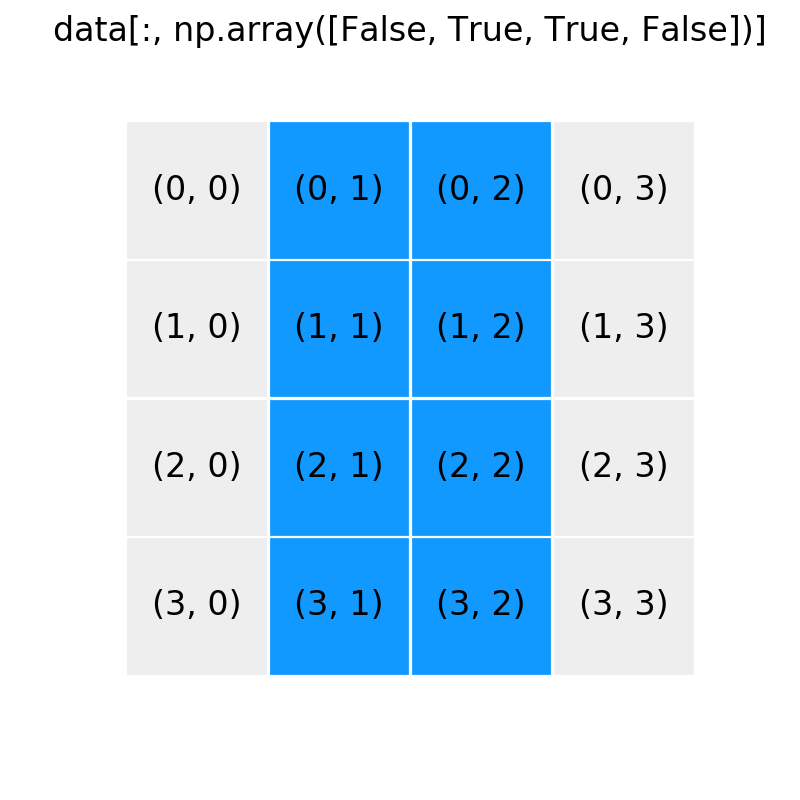 data[:, np.array([False, True, True, False])]
(0, 0) (0, 1) (0, 2) (0, 3)
(1, 0) (1, 1) (1, 2) (1, 3)
(2, 0) (2, 1) (2, 2) (2, 3)
(3, 0) (3, 1) (3, 2) (3, 3)